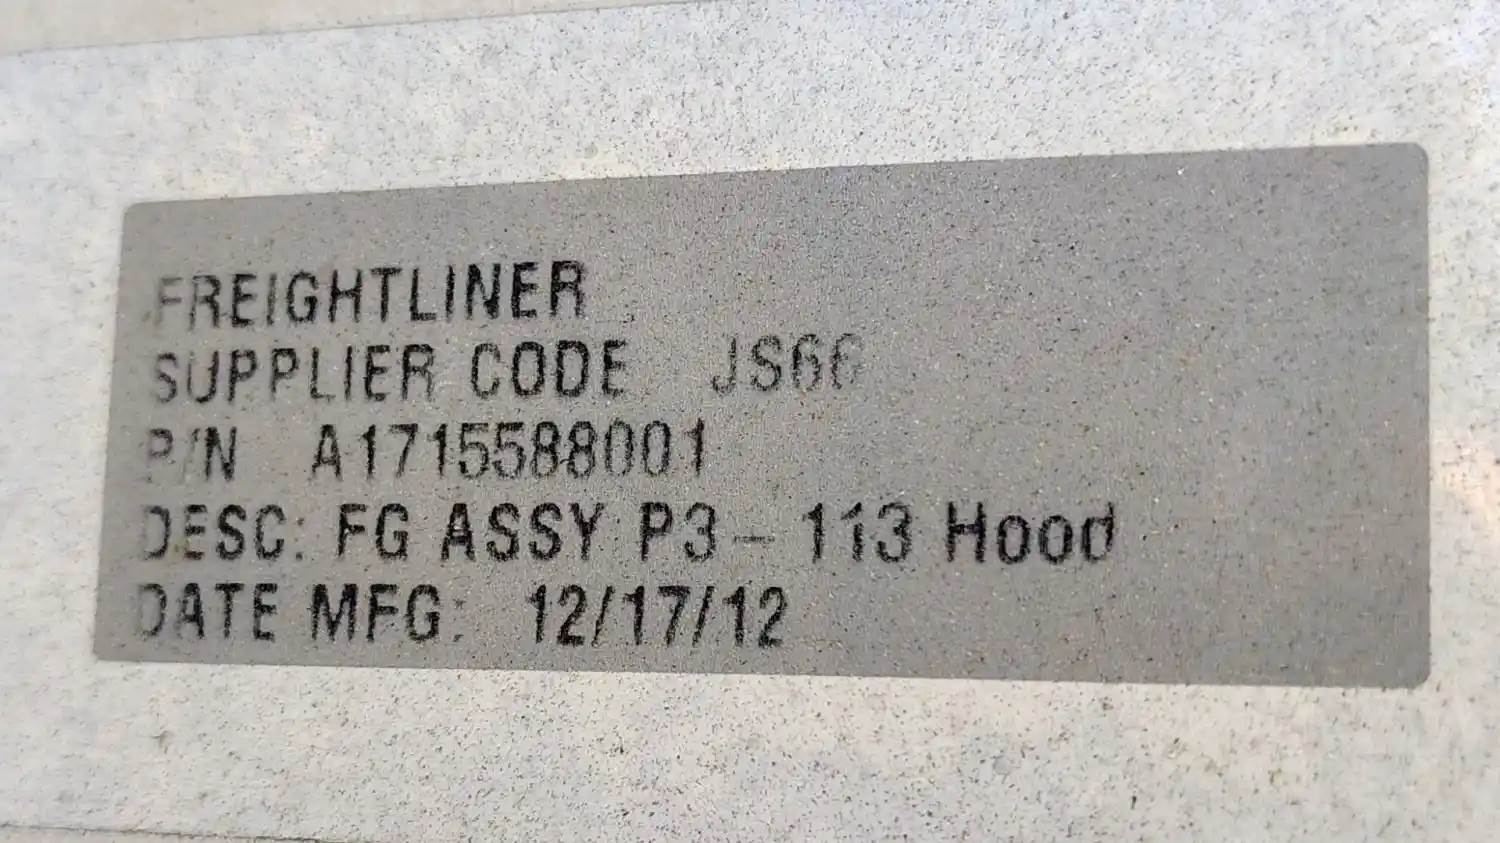 FREIGHTLINER
SUPPLIER CODE JS66
P/N A1715588001
DESC: FG ASSY P3 - 113 Hood
DATE MFG: 12/17/12